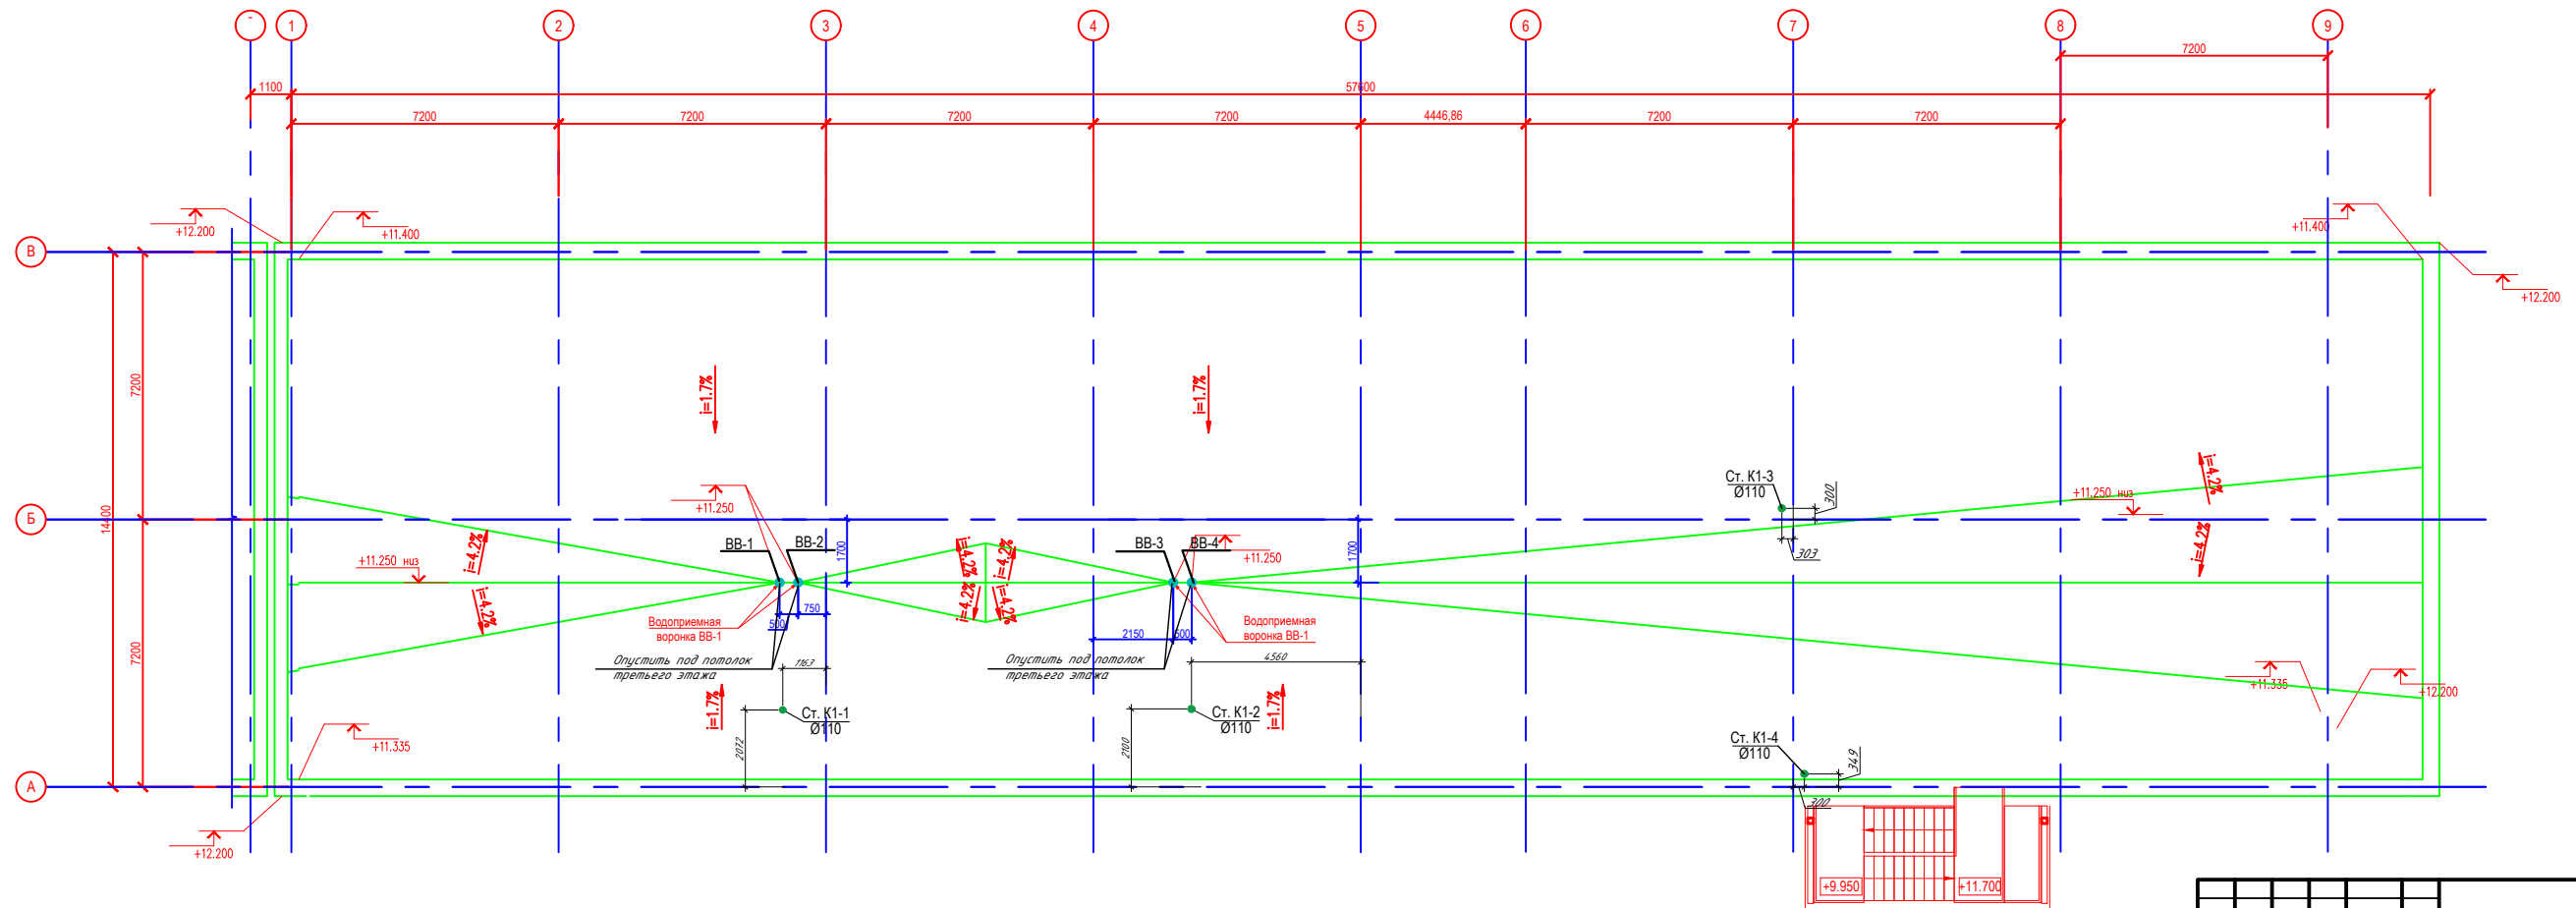 -
1
2
3
4
5
6
7
8
9
7200
1100
57600
7200
7200
7200
7200
4446,86
7200
7200
+12.200
+11.400
+11.400
+12.200
В
7200
14400
i=1.7%
i=1.7%
Ст. К1-3
Ø110
300
303
i=4.2%
+11.250 низ
+11.250
Б
1700
1700
ВВ-1
ВВ-2
ВВ-3
ВВ-4
+11.250
i=4.2%
i=4.2%
i=4.2%
i=4.2%
+11.250 низ
i=4.2%
i=4.2%
i=4.2%
750
500
Водоприемная
воронка ВВ-1
2150
500
Водоприемная
воронка ВВ-1
7200
Опустить под потолок
третьего этажа
1163
Опустить под потолок
третьего этажа
4560
+11.335
+12.200
i=1.7%
Ст. К1-1
Ø110
2072
2100
Ст. К1-2
Ø110
i=1.7%
+11.335
Ст. К1-4
Ø110
349
300
А
+12.200
+9.950
+11.700